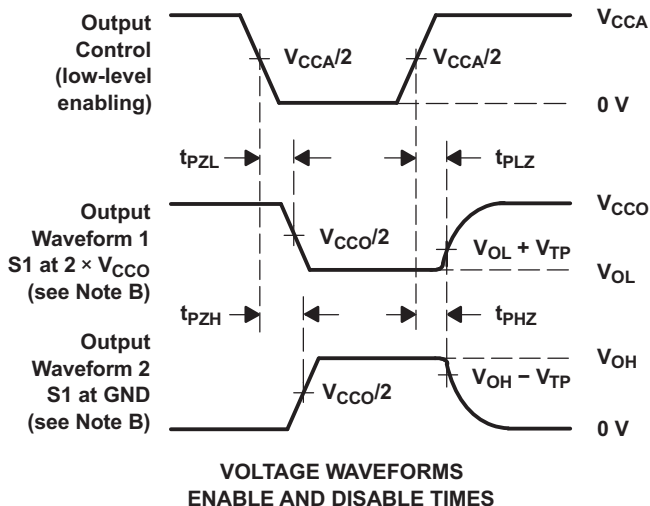 Output
Control
(low-level
enabling)
V_CCA/2
V_CCA/2
V_CCA
0 V
t_PZL
t_PLZ
Output
Waveform 1
S1 at 2 × V_CCO
(see Note B)
V_CCO/2
V_OL + V_TP
V_CCO
V_OL
t_PZH
t_PHZ
Output
Waveform 2
S1 at GND
(see Note B)
V_CCO/2
V_OH − V_TP
V_OH
0 V
VOLTAGE WAVEFORMS
ENABLE AND DISABLE TIMES